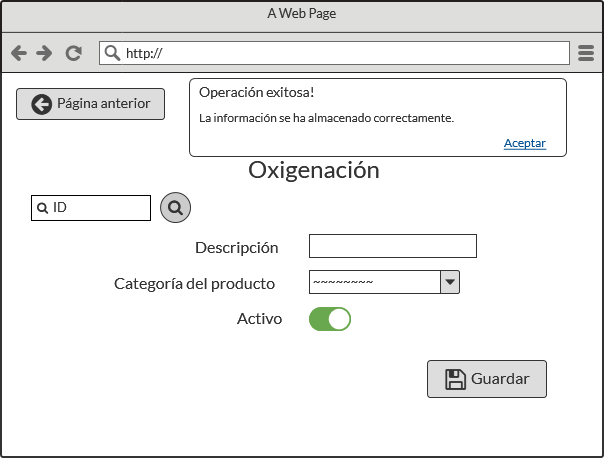 A Web Page
http://
Página anterior
Operación exitosa!
La información se ha almacenado correctamente.
Aceptar
Oxigenación
ID
Descripción
Categoría del producto
~~~~~~~~
Activo
Guardar